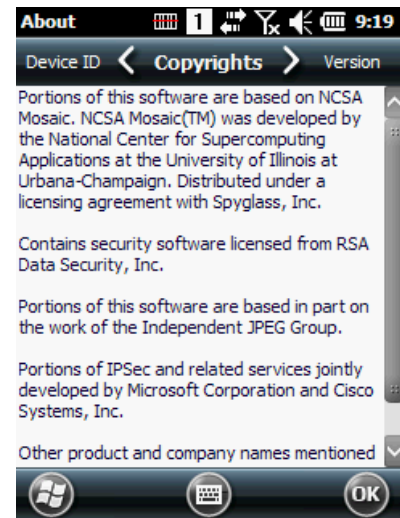 About 1 9:19
Device ID Copyrights Version
Portions of this software are based on NCSA
Mosaic. NCSA Mosaic(TM) was developed by
the National Center for Supercomputing
Applications at the University of Illinois at
Urbana-Champaign. Distributed under a
licensing agreement with Spyglass, Inc.
Contains security software licensed from RSA
Data Security, Inc.
Portions of this software are based in part on
the work of the Independent JPEG Group.
Portions of IPSec and related services jointly
developed by Microsoft Corporation and Cisco
Systems, Inc.
Other product and company names mentioned
OK